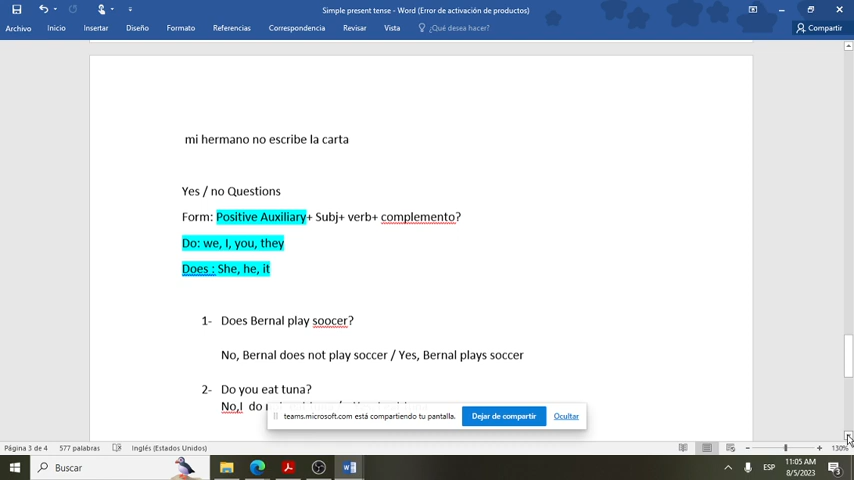 Simple present tense - Word (Error de activación de productos)
Archivo Inicio Insertar Diseño Formato Referencias Correspondencia Revisar Vista ¿Qué desea hacer? Compartir
mi hermano no escribe la carta
Yes / no Questions
Form: Positive Auxiliary+ Subj+ verb+ complemento?
Do: we, I, you, they
Does : She, he, it
1- Does Bernal play soocer?
No, Bernal does not play soccer / Yes, Bernal plays soccer
2- Do you eat tuna?
No,I do
teams.microsoft.com está compartiendo tu pantalla. Dejar de compartir Ocultar
Página 3 de 4 577 palabras Inglés (Estados Unidos) 130%
Buscar ESP 11:05 AM
8/5/2023 3